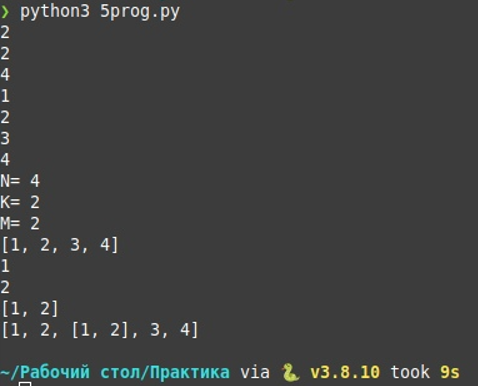 ❯ python3 5prog.py
2
2
4
1
2
3
4
N= 4
K= 2
M= 2
[1, 2, 3, 4]
1
2
[1, 2]
[1, 2, [1, 2], 3, 4]
~/Рабочий стол/Практика via 🐍 v3.8.10 took 9s